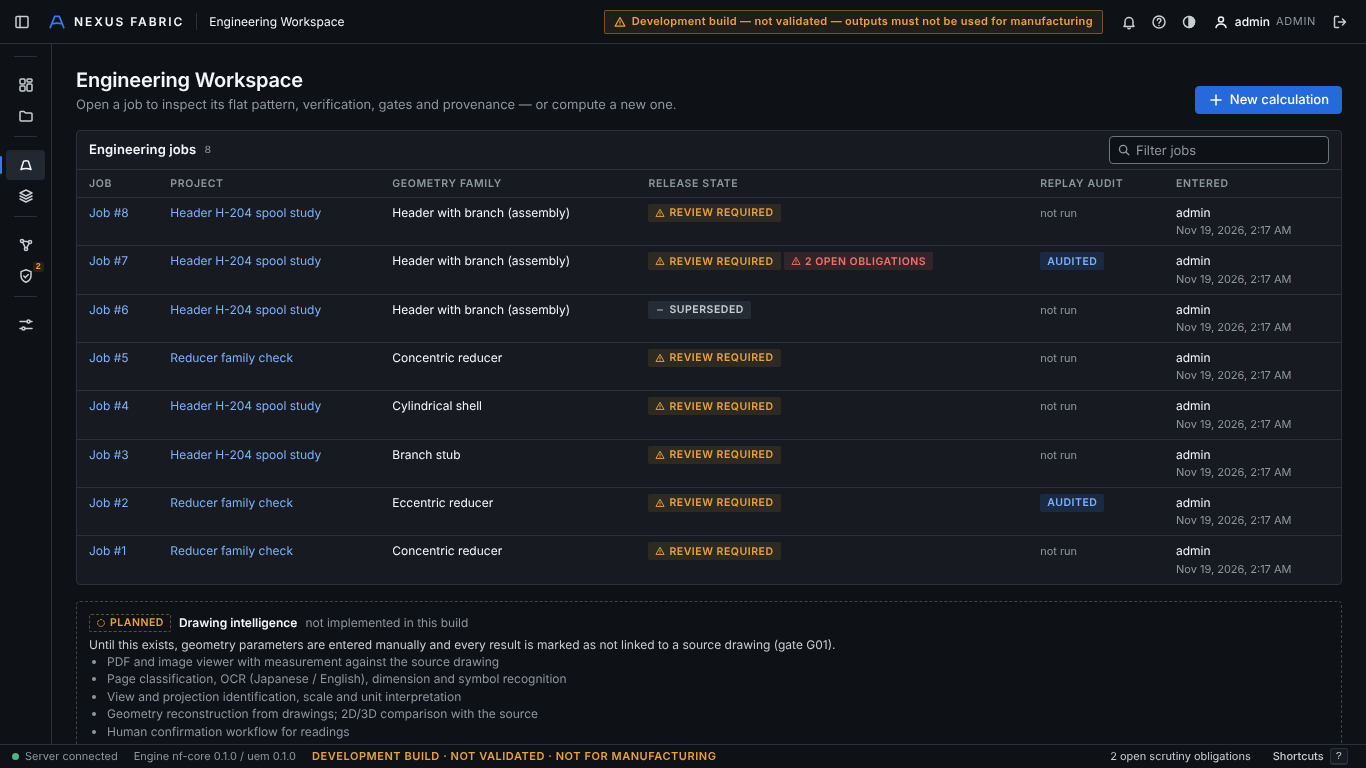 NEXUS FABRIC Engineering Workspace Development build — not validated — outputs must not be used for manufacturing admin ADMIN
Engineering Workspace
Open a job to inspect its flat pattern, verification, gates and provenance — or compute a new one.
New calculation
Engineering jobs 8 Filter jobs
JOB PROJECT GEOMETRY FAMILY RELEASE STATE REPLAY AUDIT ENTERED
Job #8 Header H-204 spool study Header with branch (assembly) REVIEW REQUIRED not run admin
Nov 19, 2026, 2:17 AM
Job #7 Header H-204 spool study Header with branch (assembly) REVIEW REQUIRED 2 OPEN OBLIGATIONS AUDITED admin
2
Nov 19, 2026, 2:17 AM
Job #6 Header H-204 spool study Header with branch (assembly) SUPERSEDED not run admin
Nov 19, 2026, 2:17 AM
Job #5 Reducer family check Concentric reducer REVIEW REQUIRED not run admin
Nov 19, 2026, 2:17 AM
Job #4 Header H-204 spool study Cylindrical shell REVIEW REQUIRED not run admin
Nov 19, 2026, 2:17 AM
Job #3 Header H-204 spool study Branch stub REVIEW REQUIRED not run admin
Nov 19, 2026, 2:17 AM
Job #2 Reducer family check Eccentric reducer REVIEW REQUIRED AUDITED admin
Nov 19, 2026, 2:17 AM
Job #1 Reducer family check Concentric reducer REVIEW REQUIRED not run admin
Nov 19, 2026, 2:17 AM
PLANNED Drawing intelligence not implemented in this build
Until this exists, geometry parameters are entered manually and every result is marked as not linked to a source drawing (gate G01).
• PDF and image viewer with measurement against the source drawing
• Page classification, OCR (Japanese / English), dimension and symbol recognition
• View and projection identification, scale and unit interpretation
• Geometry reconstruction from drawings; 2D/3D comparison with the source
• Human confirmation workflow for readings
Server connected Engine nf-core 0.1.0 / uem 0.1.0 DEVELOPMENT BUILD · NOT VALIDATED · NOT FOR MANUFACTURING 2 open scrutiny obligations Shortcuts ?